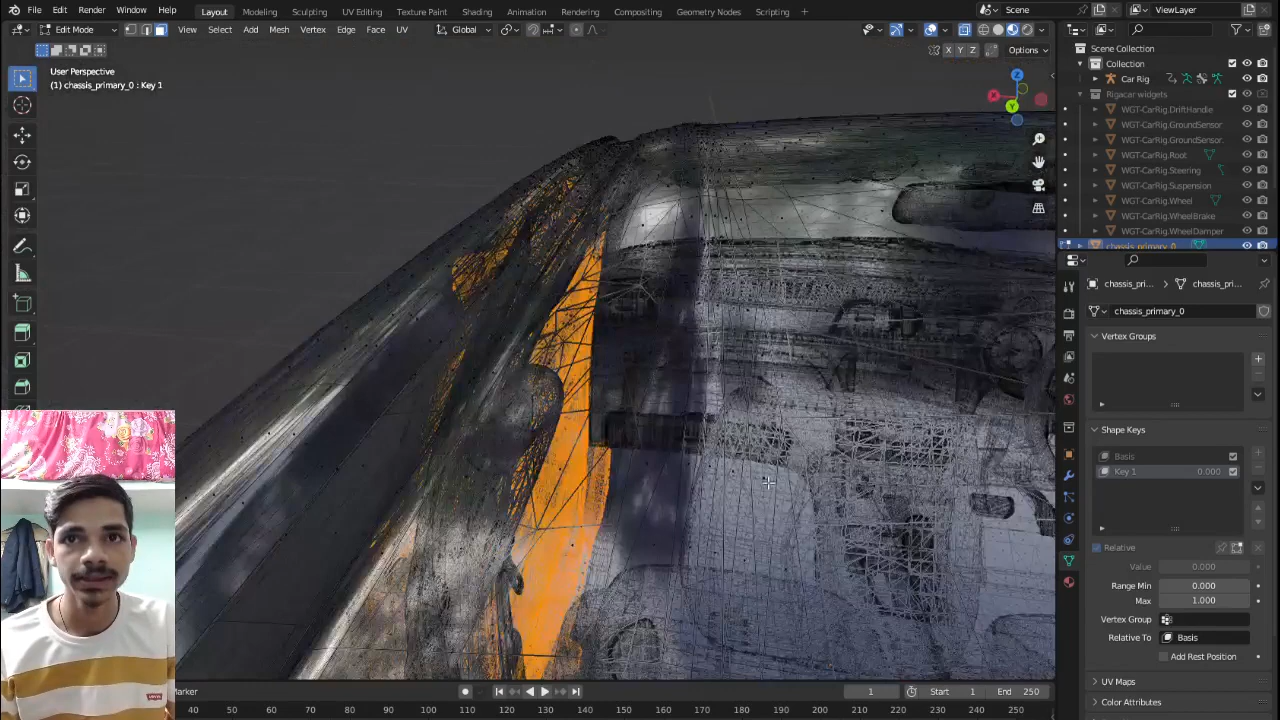 File Edit Render Window Help
Layout Modeling Sculpting UV Editing Texture Paint Shading Animation Rendering Compositing Geometry Nodes Scripting +
Scene
ViewLayer
Edit Mode
View Select Add Mesh Vertex Edge Face UV
Global
X Y Z
Options
User Perspective
(1) chassis_primary_0 : Key 1
Z
X
Y
Scene Collection
Collection
Car Rig
Rigacar widgets
WGT-CarRig.DriftHandle
WGT-CarRig.GroundSensor
WGT-CarRig.GroundSensor.
WGT-CarRig.Root
WGT-CarRig.Steering
WGT-CarRig.Suspension
WGT-CarRig.Wheel
WGT-CarRig.WheelBrake
WGT-CarRig.WheelDamper
chassis_primary_0
chassis_pri... chassis_pri...
chassis_primary_0
Vertex Groups
Shape Keys
Basis
Key 1 0.000
Relative
Value 0.000
Range Min 0.000
Max 1.000
Vertex Group
Relative To Basis
Add Rest Position
UV Maps
Color Attributes
Marker
1 Start 1 End 250
40 50 60 70 80 90 100 110 120 130 140 150 160 170 180 190 200 210 220 230 240 250